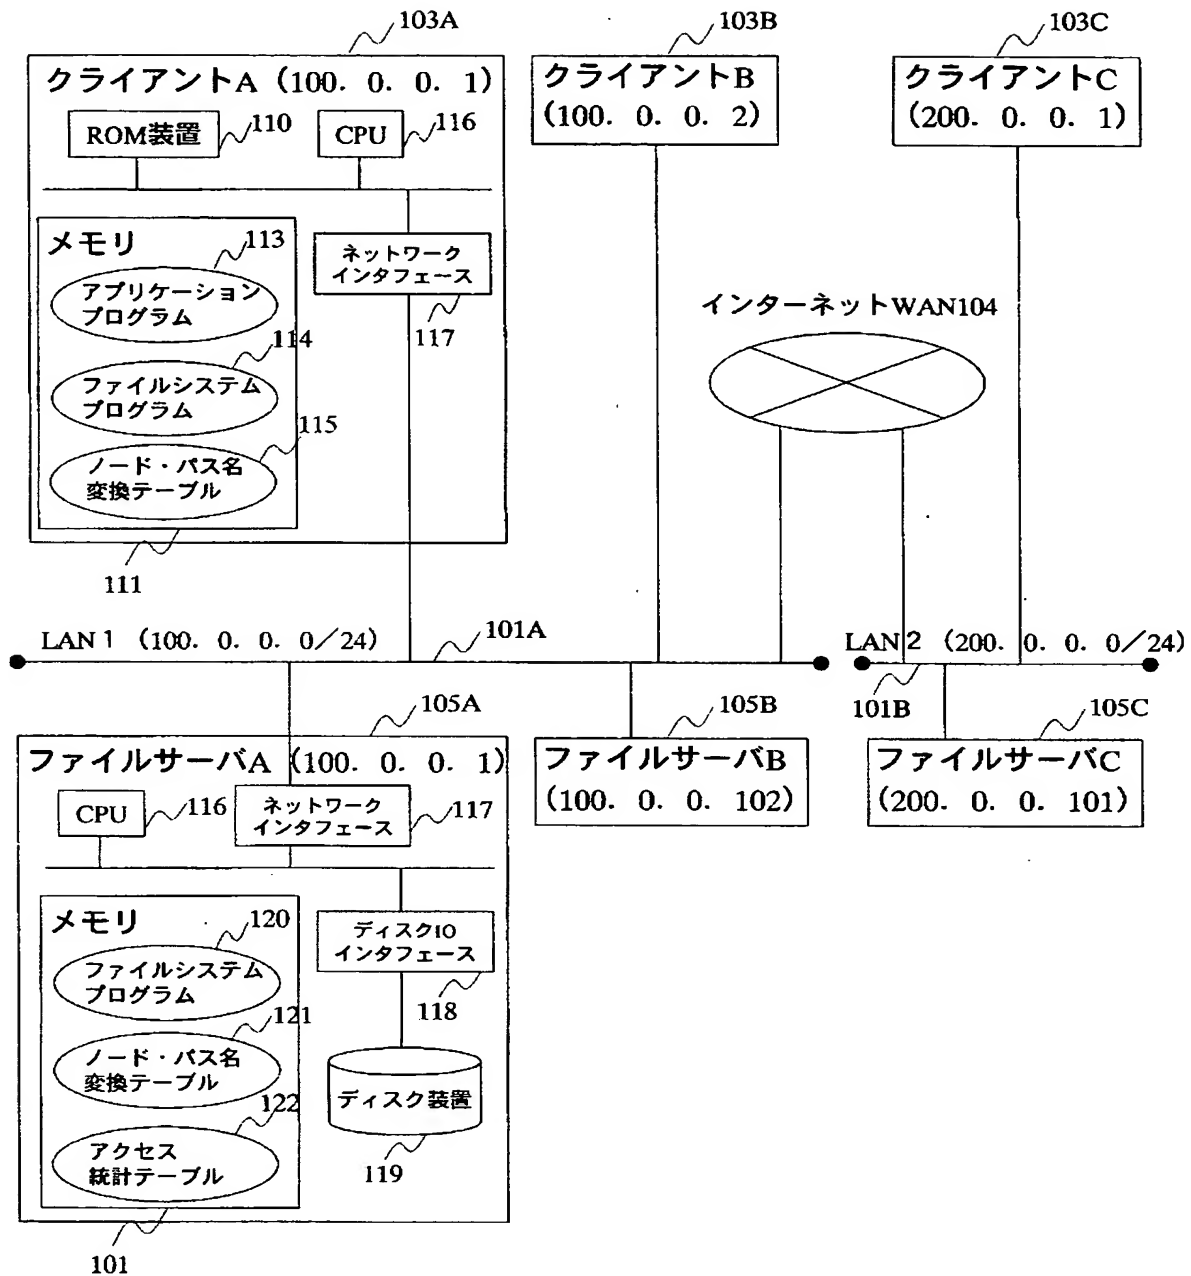 103A
103B
103C
クライアントA (100. 0. 0. 1)
クライアントB
(100. 0. 0. 2)
クライアントC
(200. 0. 0. 1)
ROM装置
110
CPU
116
メモリ
113
アプリケーション
プログラム
114
ファイルシステム
プログラム
115
ノード・パス名
変換テーブル
111
ネットワーク
インタフェース
117
インターネットWAN104
LAN1 (100. 0. 0. 0/24)
101A
LAN2 (200. 0. 0. 0/24)
101B
105A
105B
105C
ファイルサーバA (100. 0. 0. 1)
ファイルサーバB
(100. 0. 0. 102)
ファイルサーバC
(200. 0. 0. 101)
CPU
116
ネットワーク
インタフェース
117
メモリ
120
ファイルシステム
プログラム
121
ノード・パス名
変換テーブル
122
アクセス
統計テーブル
101
ディスクIO
インタフェース
118
ディスク装置
119